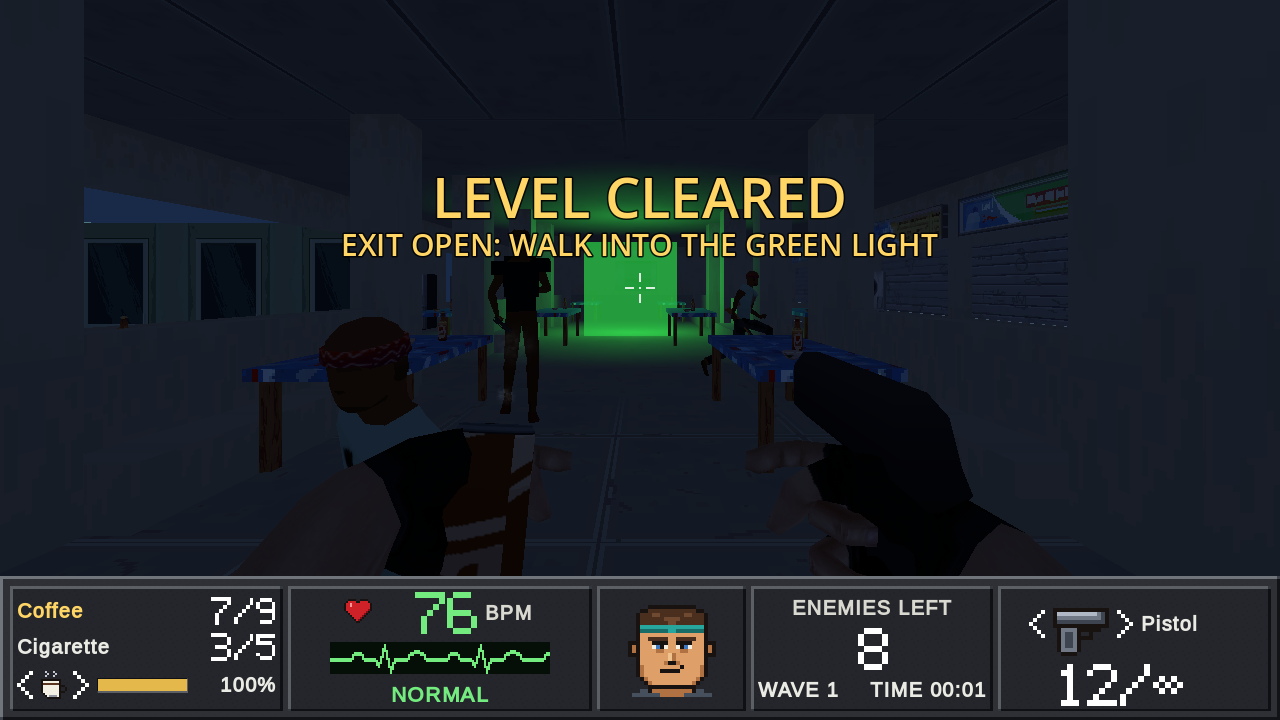 LEVEL CLEARED
EXIT OPEN: WALK INTO THE GREEN LIGHT
Coffee 7/9
Cigarette 3/5
100%
76 BPM
NORMAL
ENEMIES LEFT
8
WAVE 1 TIME 00:01
Pistol
12/∞